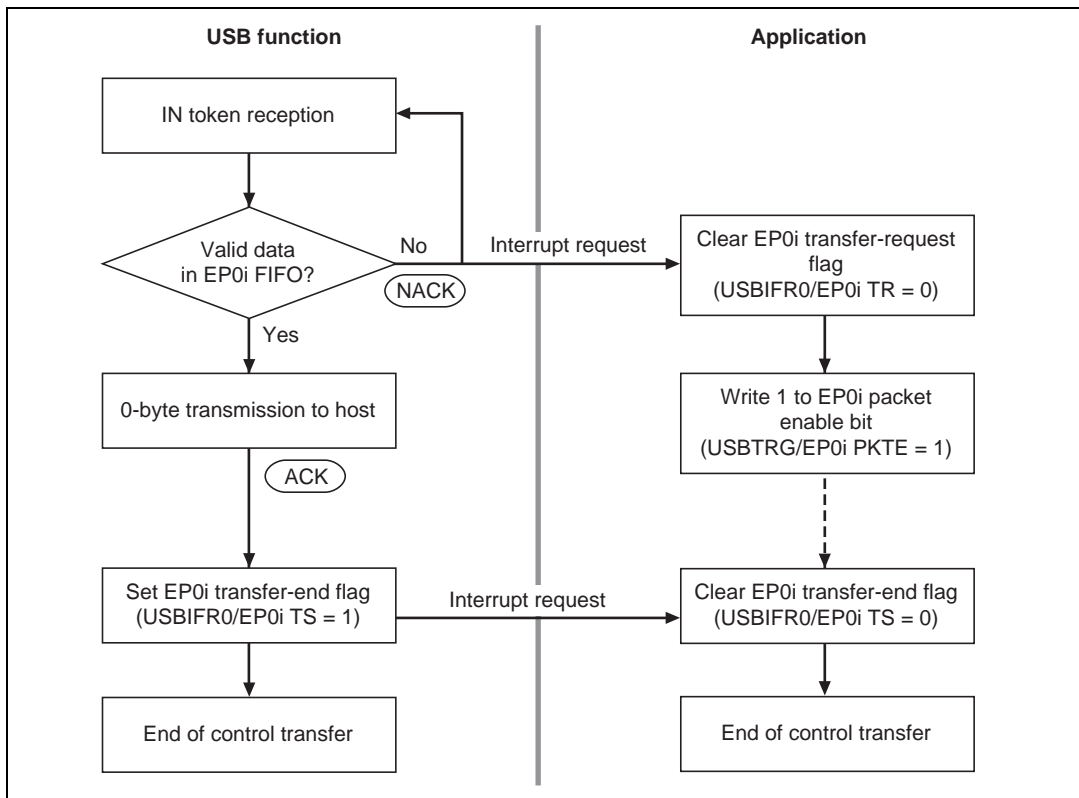 USB function
Application
IN token reception
Valid data
in EP0i FIFO?
No
NACK
Interrupt request
Clear EP0i transfer-request
flag
(USBIFR0/EP0i TR = 0)
Yes
0-byte transmission to host
Write 1 to EP0i packet
enable bit
(USBTRG/EP0i PKTE = 1)
ACK
Set EP0i transfer-end flag
(USBIFR0/EP0i TS = 1)
Interrupt request
Clear EP0i transfer-end flag
(USBIFR0/EP0i TS = 0)
End of control transfer
End of control transfer